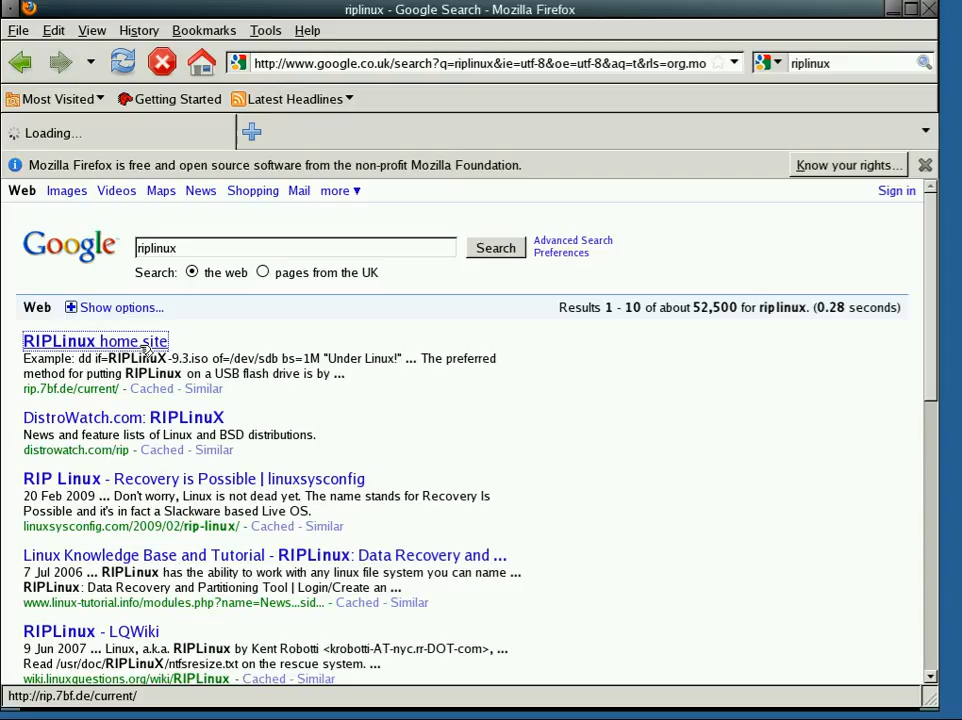 riplinux - Google Search - Mozilla Firefox
File Edit View History Bookmarks Tools Help
http://www.google.co.uk/search?q=riplinux&ie=utf-8&oe=utf-8&aq=t&rls=org.mo riplinux
Most Visited Getting Started Latest Headlines
Loading...
Mozilla Firefox is free and open source software from the non-profit Mozilla Foundation. Know your rights...
Web Images Videos Maps News Shopping Mail more ▼ Sign in
Google riplinux Search Advanced Search
Preferences
Search: the web pages from the UK
Web Show options... Results 1 - 10 of about 52,500 for riplinux. (0.28 seconds)
RIPLinux home site
Example: dd if=RIPLinuX-9.3.iso of=/dev/sdb bs=1M "Under Linux!" ... The preferred
method for putting RIPLinux on a USB flash drive is by ...
rip.7bf.de/current/ - Cached - Similar
DistroWatch.com: RIPLinuX
News and feature lists of Linux and BSD distributions.
distrowatch.com/rip - Cached - Similar
RIP Linux - Recovery is Possible | linuxsysconfig
20 Feb 2009 ... Don't worry, Linux is not dead yet. The name stands for Recovery Is
Possible and it's in fact a Slackware based Live OS.
linuxsysconfig.com/2009/02/rip-linux/ - Cached - Similar
Linux Knowledge Base and Tutorial - RIPLinux: Data Recovery and ...
7 Jul 2006 ... RIPLinux has the ability to work with any linux file system you can name ...
RIPLinux: Data Recovery and Partitioning Tool | Login/Create an ...
www.linux-tutorial.info/modules.php?name=News...sid... - Cached - Similar
RIPLinux - LQWiki
9 Jun 2007 ... Linux, a.k.a. RIPLinux by Kent Robotti <krobotti-AT-nyc.rr-DOT-com>, ...
Read /usr/doc/RIPLinuX/ntfsresize.txt on the rescue system. ...
wiki.linuxquestions.org/wiki/RIPLinux - Cached - Similar
http://rip.7bf.de/current/